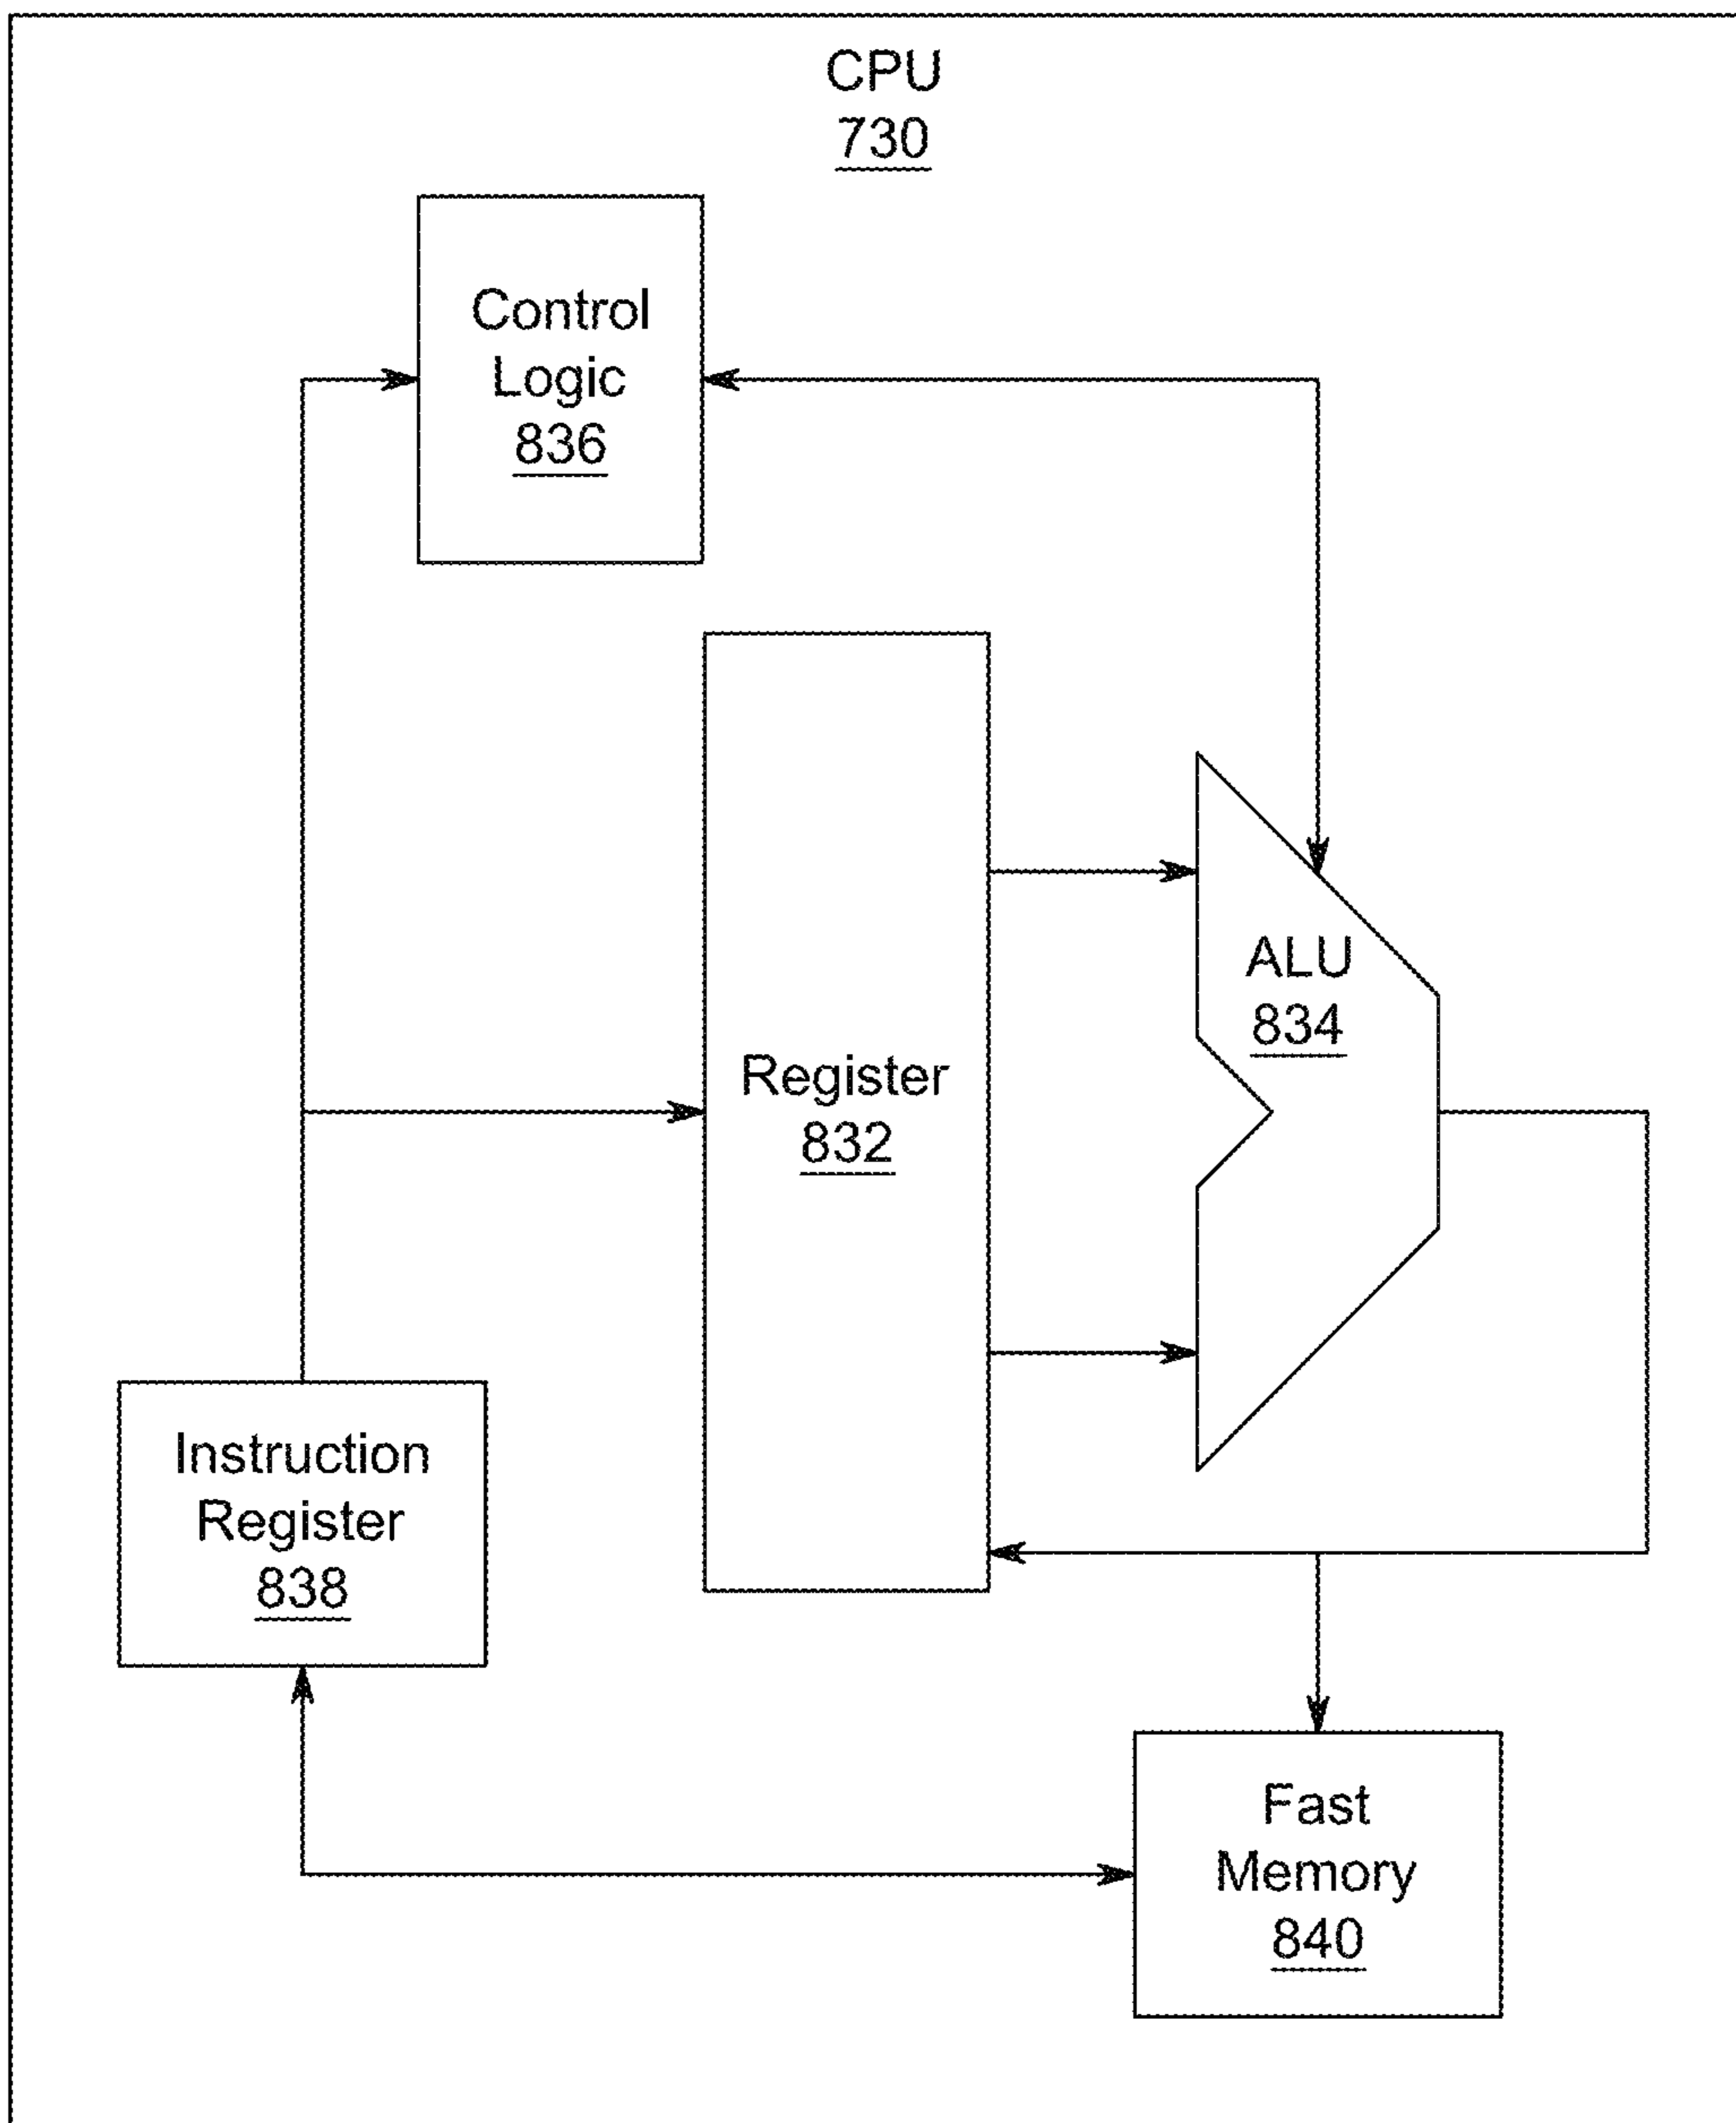 CPU
730
Control
Logic
836
ALU
834
Register
832
Instruction
Register
838
Fast
Memory
840